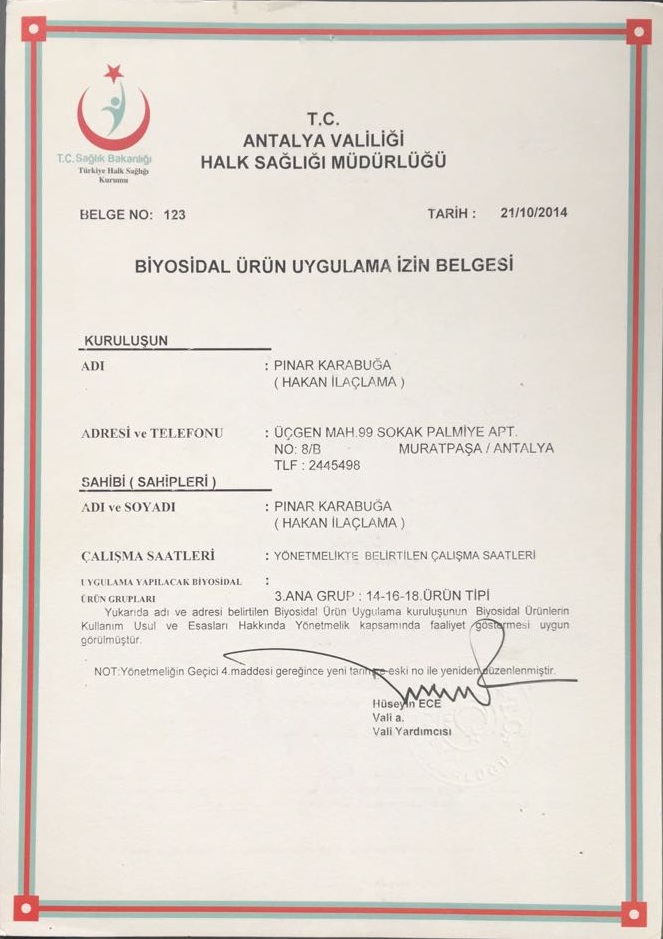 T.C. Sağlık Bakanlığı
Türkiye Halk Sağlığı
Kurumu
T.C.
ANTALYA VALİLİĞİ
HALK SAĞLIĞI MÜDÜRLÜĞÜ
BELGE NO: 123
TARİH : 21/10/2014
BİYOSİDAL ÜRÜN UYGULAMA İZİN BELGESİ
KURULUŞUN
ADI : PINAR KARABUĞA
( HAKAN İLAÇLAMA )
ADRESİ ve TELEFONU : ÜÇGEN MAH.99 SOKAK PALMİYE APT.
NO: 8/B MURATPAŞA / ANTALYA
TLF : 2445498
SAHİBİ ( SAHİPLERİ )
ADI ve SOYADI : PINAR KARABUĞA
( HAKAN İLAÇLAMA )
ÇALIŞMA SAATLERİ : YÖNETMELİKTE BELİRTİLEN ÇALIŞMA SAATLERİ
UYGULAMA YAPILACAK BİYOSİDAL :
ÜRÜN GRUPLARI 3.ANA GRUP : 14-16-18.ÜRÜN TİPİ
Yukarıda adı ve adresi belirtilen Biyosidal Ürün Uygulama kuruluşunun Biyosidal Ürünlerin
Kullanım Usul ve Esasları Hakkında Yönetmelik kapsamında faaliyet göstermesi uygun
görülmüştür.
NOT:Yönetmeliğin Geçici 4.maddesi gereğince yeni tarih ve eski no ile yeniden düzenlenmiştir.
Hüseyin ECE
Vali a.
Vali Yardımcısı